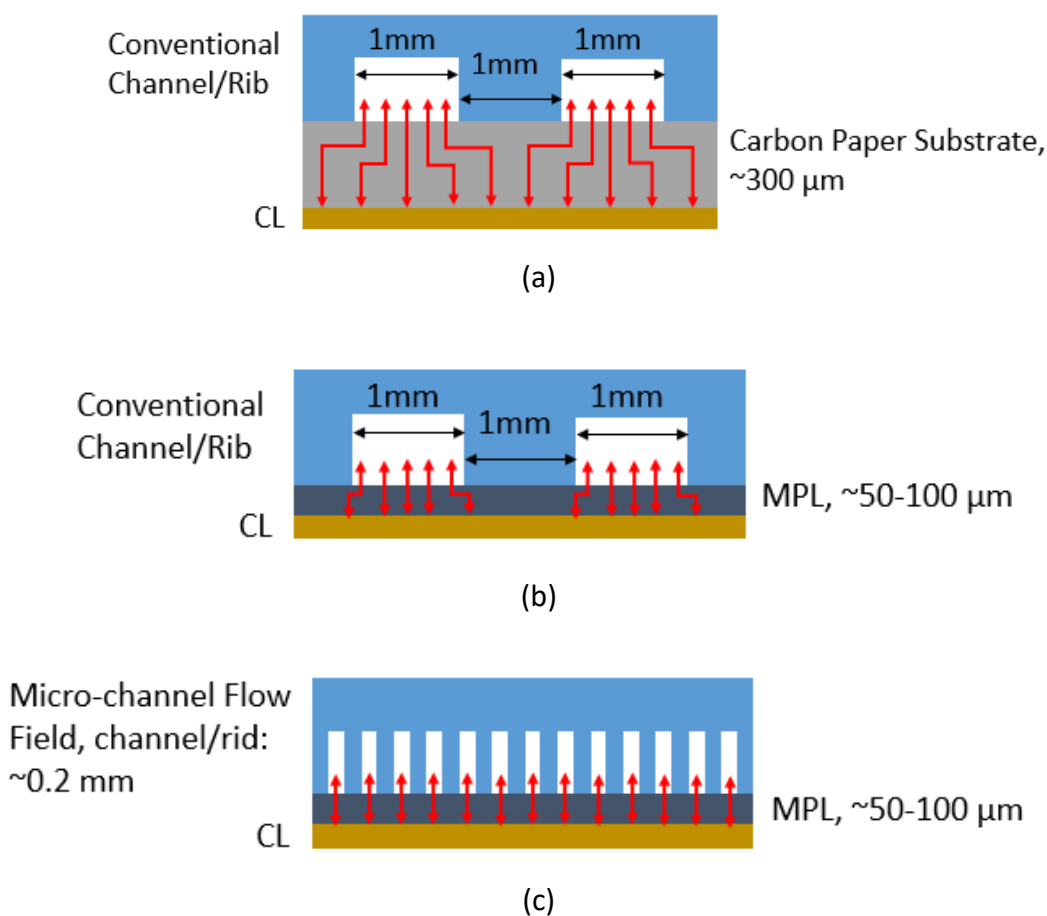 Conventional
Channel/Rib
1mm
1mm
1mm
Carbon Paper Substrate,
~300 µm
CL
(a)
Conventional
Channel/Rib
1mm
1mm
1mm
MPL, ~50-100 µm
CL
(b)
Micro-channel Flow
Field, channel/rid:
~0.2 mm
MPL, ~50-100 µm
CL
(c)